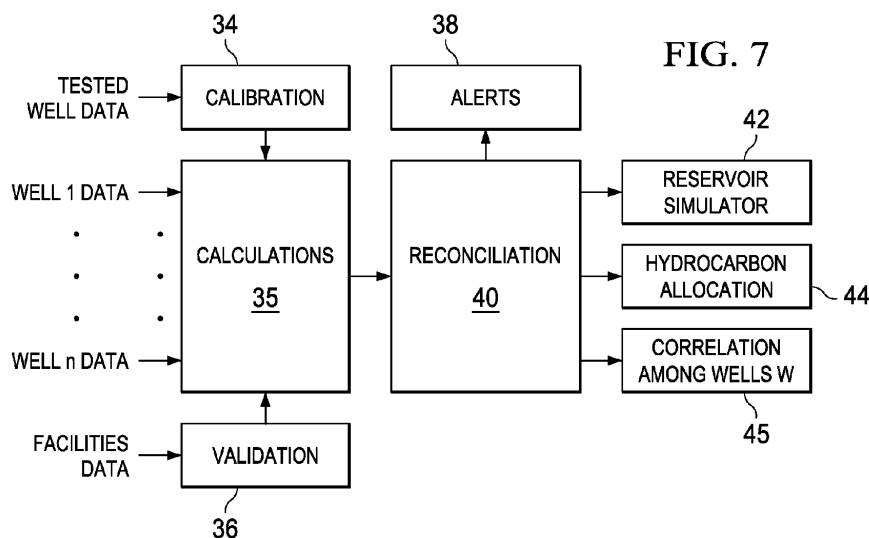 34
38
FIG. 7
TESTED
WELL DATA
CALIBRATION
ALERTS
42
RESERVOIR
SIMULATOR
WELL 1 DATA
CALCULATIONS
35
RECONCILIATION
40
HYDROCARBON
ALLOCATION
44
WELL n DATA
CORRELATION
AMONG WELLS W
45
FACILITIES
DATA
VALIDATION
36